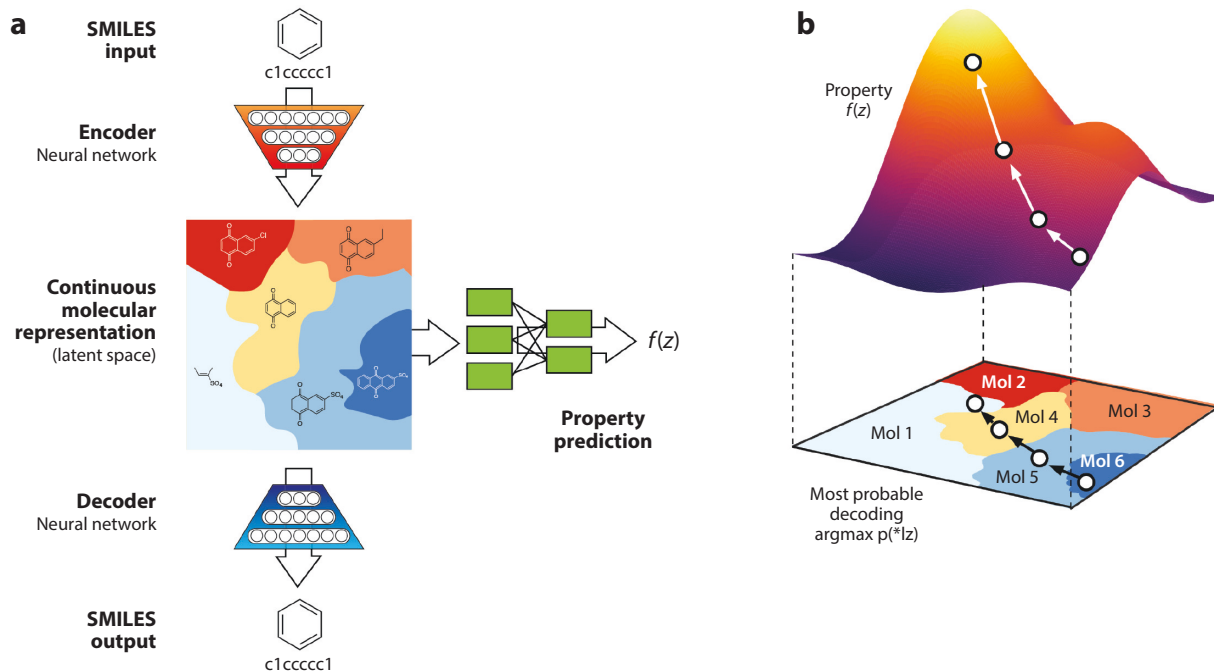 a
SMILES
input
c1ccccc1
Encoder
Neural network
Cl
Continuous
molecular
representation
(latent space)
O
O
O
O
O
O
SO₄
O
O
SO₄
O
O
SO₄
f(z)
Property
prediction
Decoder
Neural network
SMILES
output
c1ccccc1
b
Property
f(z)
Mol 1
Mol 2
Mol 3
Mol 4
Mol 5
Mol 6
Most probable
decoding
argmax p(*lz)